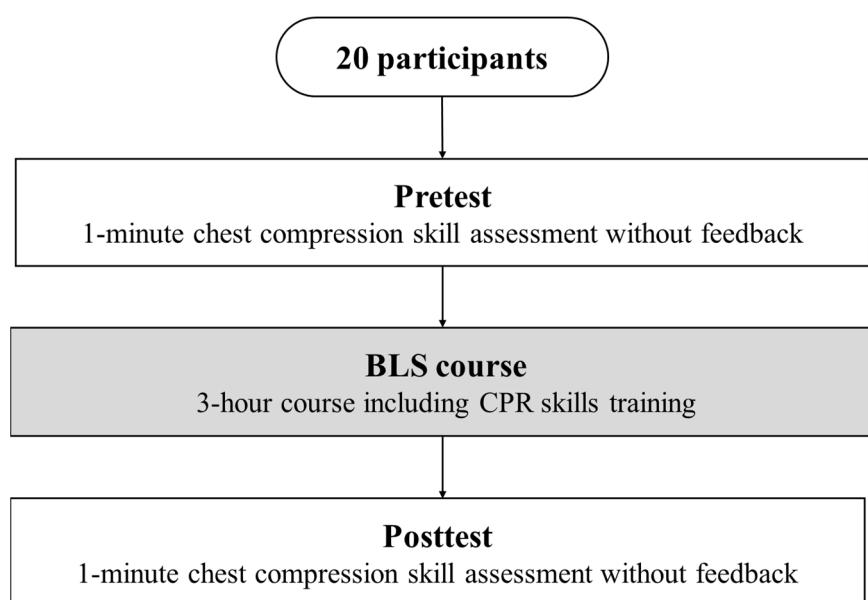 20 participants
Pretest
1-minute chest compression skill assessment without feedback
BLS course
3-hour course including CPR skills training
Posttest
1-minute chest compression skill assessment without feedback